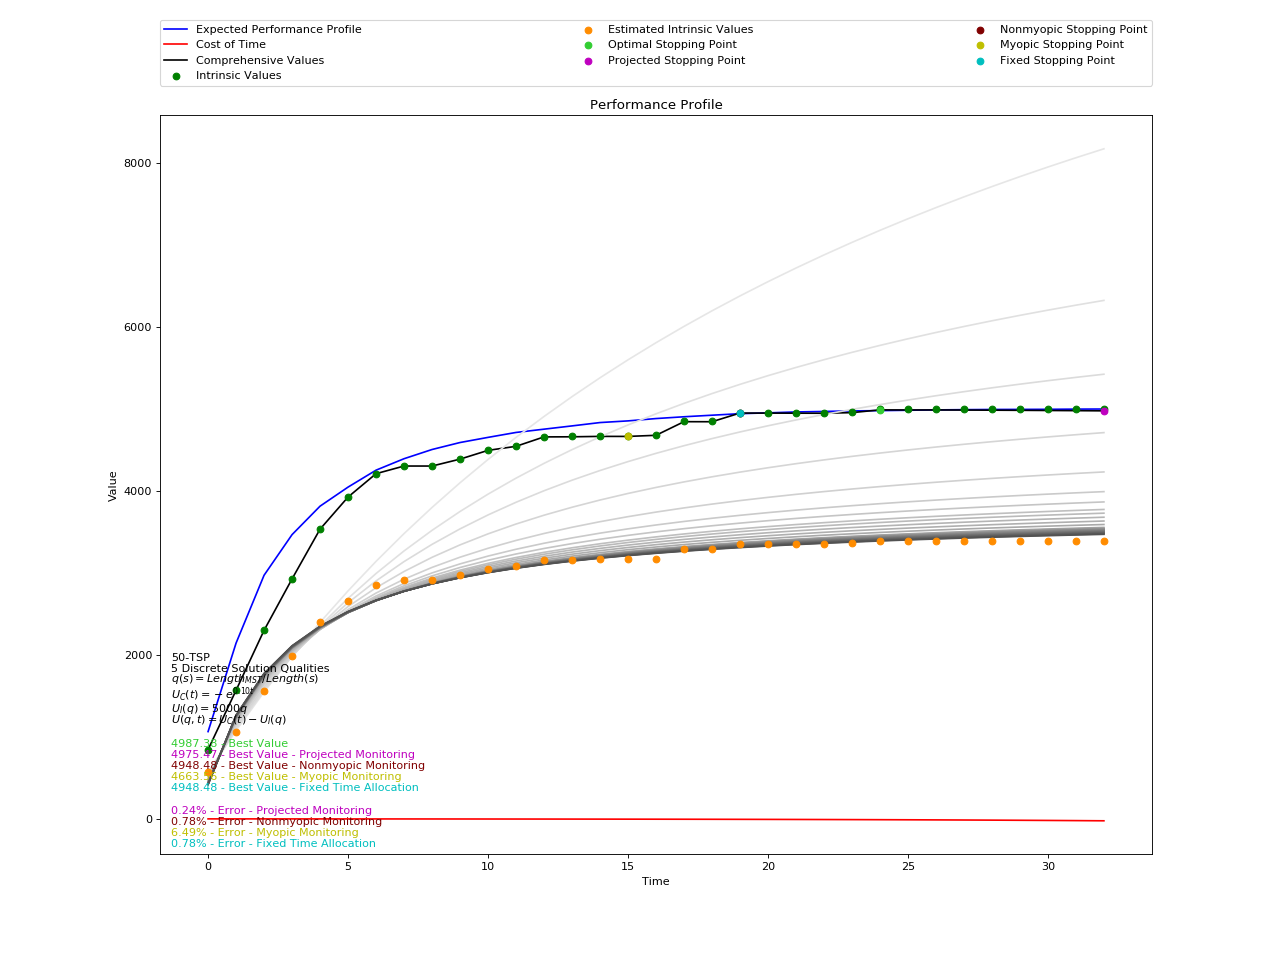 Expected Performance Profile
Cost of Time
Comprehensive Values
Intrinsic Values
Estimated Intrinsic Values
Optimal Stopping Point
Projected Stopping Point
Nonmyopic Stopping Point
Myopic Stopping Point
Fixed Stopping Point
Performance Profile
Value
8000
6000
4000
2000
0
50-TSP
5 Discrete Solution Qualities
q(s) = Length_MST/Length(s)
U_C(t) = −e
U_I(q) = 5000q
U(q, t) = U_C(t) − U_I(q)
- Best Value
4975.47 - Best Value - Projected Monitoring
4948.48 - Best Value - Nonmyopic Monitoring
- Best Value - Myopic Monitoring
4948.48 - Best Value - Fixed Time Allocation
0.24% - Error - Projected Monitoring
0.78% - Error - Nonmyopic Monitoring
6.49% - Error - Myopic Monitoring
0.78% - Error - Fixed Time Allocation
0 5 10 15 20 25 30
Time